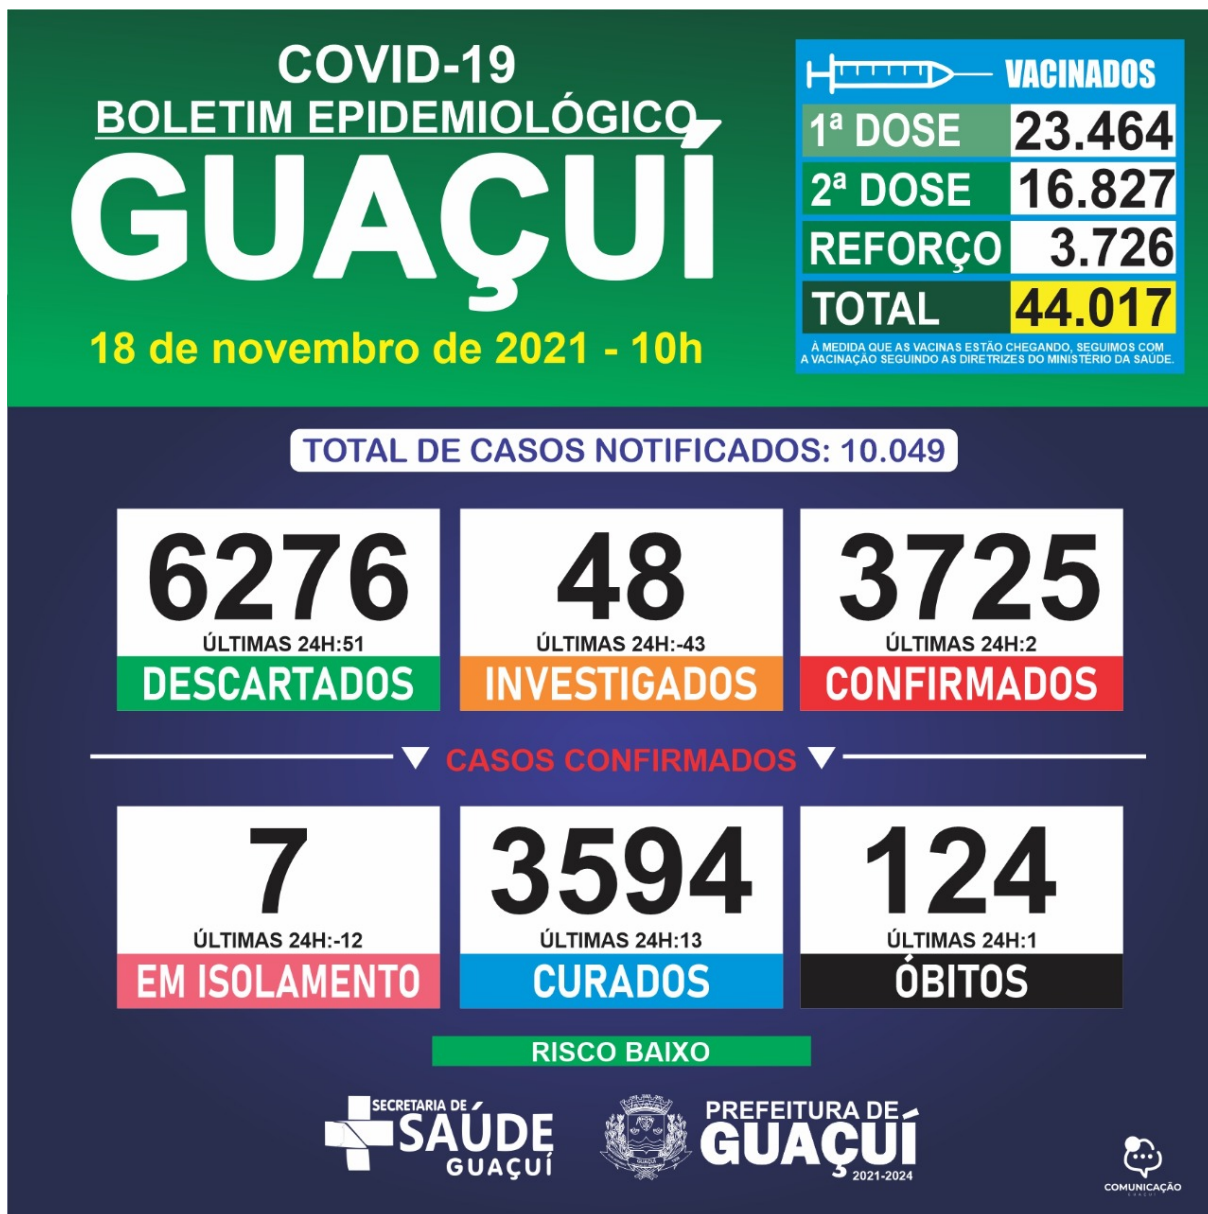 COVID-19
BOLETIM EPIDEMIOLÓGICO
GUAÇUÍ
18 de novembro de 2021 - 10h
VACINADOS
1ª DOSE 23.464
2ª DOSE 16.827
REFORÇO 3.726
TOTAL 44.017
À MEDIDA QUE AS VACINAS ESTÃO CHEGANDO, SEGUIMOS COM
A VACINAÇÃO SEGUINDO AS DIRETRIZES DO MINISTÉRIO DA SAÚDE.
TOTAL DE CASOS NOTIFICADOS: 10.049
6276
ÚLTIMAS 24H:51
DESCARTADOS
48
ÚLTIMAS 24H:-43
INVESTIGADOS
3725
ÚLTIMAS 24H:2
CONFIRMADOS
CASOS CONFIRMADOS
7
ÚLTIMAS 24H:-12
EM ISOLAMENTO
3594
ÚLTIMAS 24H:13
CURADOS
124
ÚLTIMAS 24H:1
ÓBITOS
RISCO BAIXO
SECRETARIA DE
SAÚDE
GUAÇUÍ
GUAÇUÍ
PREFEITURA DE
GUAÇUÍ
2021-2024
COMUNICAÇÃO
GUAÇUÍ